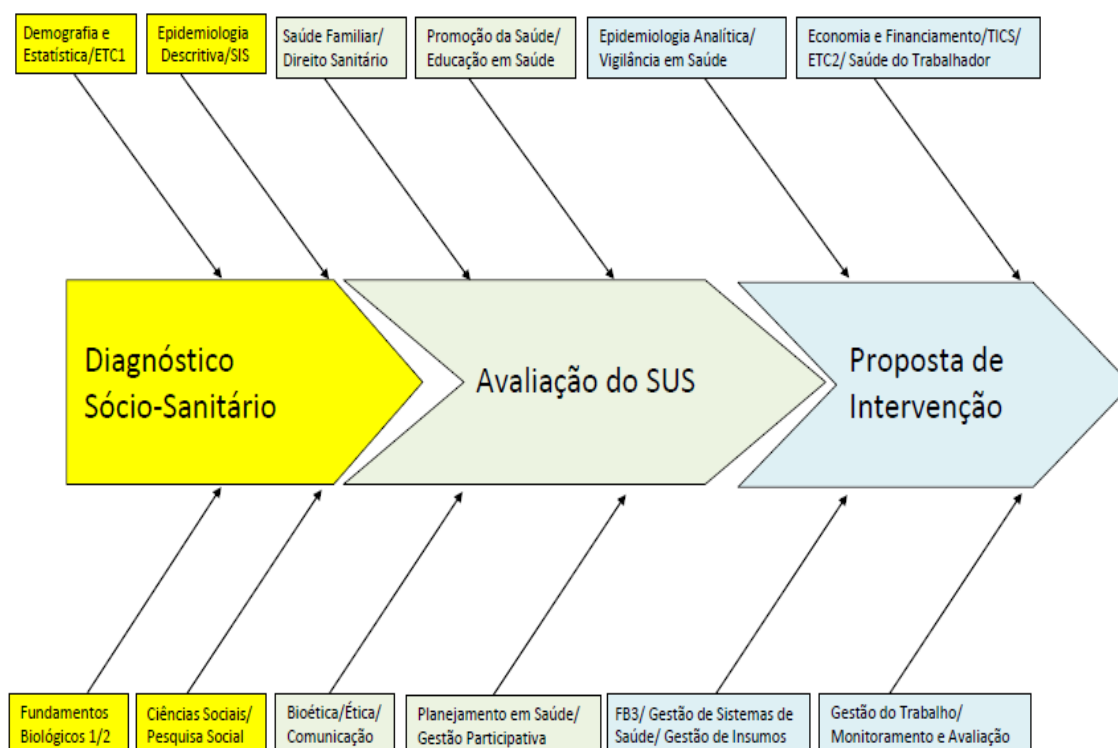 Demografia e
Estatística/ETC1
Epidemiologia
Descritiva/SIS
Saúde Familiar/
Direito Sanitário
Promoção da Saúde/
Educação em Saúde
Epidemiologia Analítica/
Vigilância em Saúde
Economia e Financiamento/TICS/
ETC2/ Saúde do Trabalhador
Diagnóstico
Sócio-Sanitário
Avaliação do SUS
Proposta de
Intervenção
Fundamentos
Biológicos 1/2
Ciências Sociais/
Pesquisa Social
Bioética/Ética/
Comunicação
Planejamento em Saúde/
Gestão Participativa
FB3/ Gestão de Sistemas de
Saúde/ Gestão de Insumos
Gestão do Trabalho/
Monitoramento e Avaliação